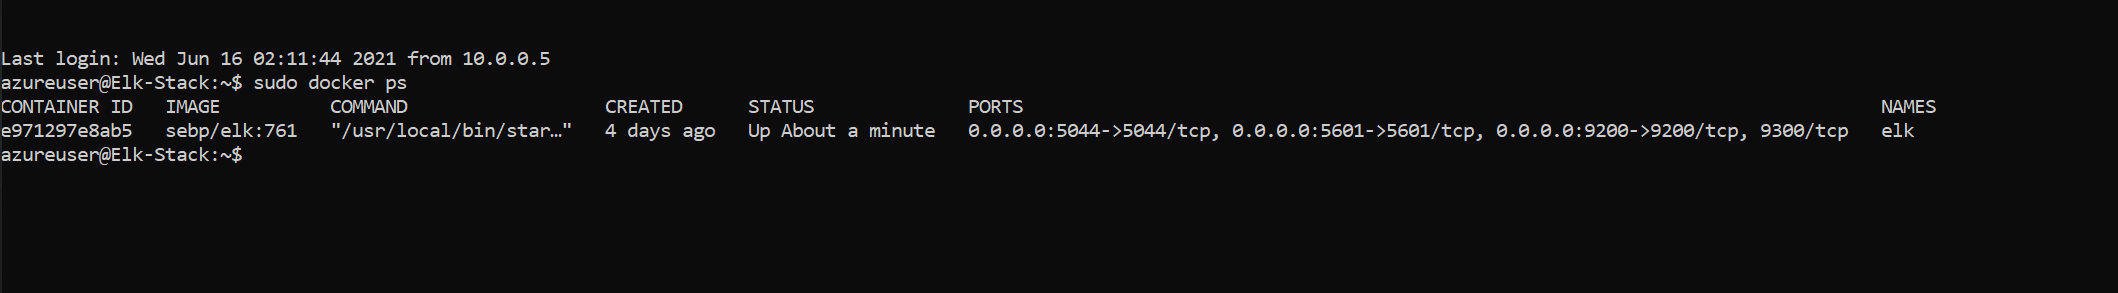 Last login: Wed Jun 16 02:11:44 2021 from 10.0.0.5
azureuser@Elk-Stack:~$ sudo docker ps
CONTAINER ID   IMAGE          COMMAND                  CREATED      STATUS              PORTS                                                                              NAMES
e971297e8ab5   sebp/elk:761   "/usr/local/bin/star…"   4 days ago   Up About a minute   0.0.0.0:5044->5044/tcp, 0.0.0.0:5601->5601/tcp, 0.0.0.0:9200->9200/tcp, 9300/tcp   elk
azureuser@Elk-Stack:~$